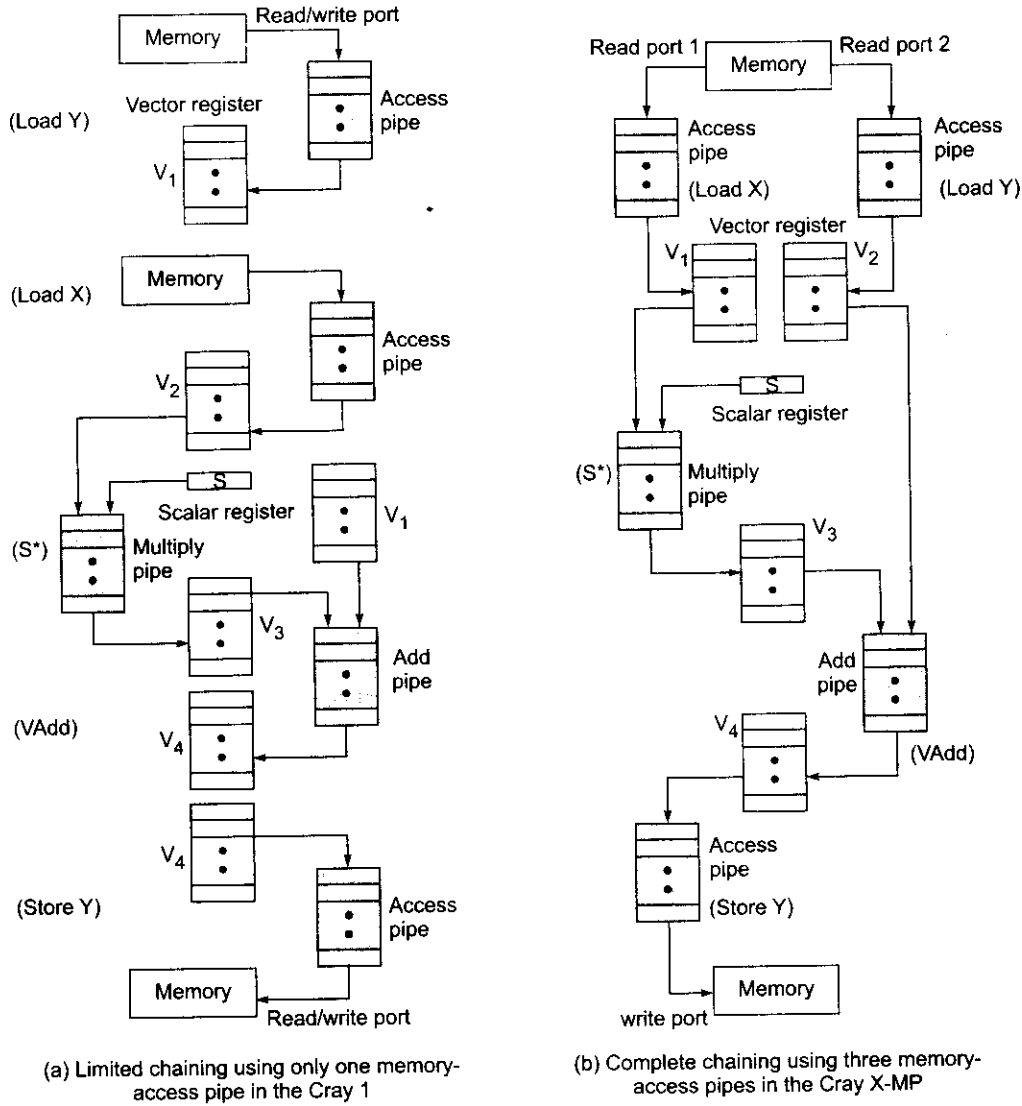 Read/write port
Memory
Vector register
Access
pipe
(Load Y)
V1
Memory
(Load X)
Access
pipe
V2
S
Scalar register
V1
(S*)
Multiply
pipe
V3
Add
pipe
(VAdd)
V4
V4
(Store Y)
Access
pipe
Memory
Read/write port
(a) Limited chaining using only one memory-
access pipe in the Cray 1
Read port 1
Memory
Read port 2
Access
pipe
(Load X)
Access
pipe
(Load Y)
Vector register
V1
V2
S
Scalar register
(S*)
Multiply
pipe
V3
Add
pipe
V4
(VAdd)
Access
pipe
(Store Y)
Memory
write port
(b) Complete chaining using three memory-
access pipes in the Cray X-MP